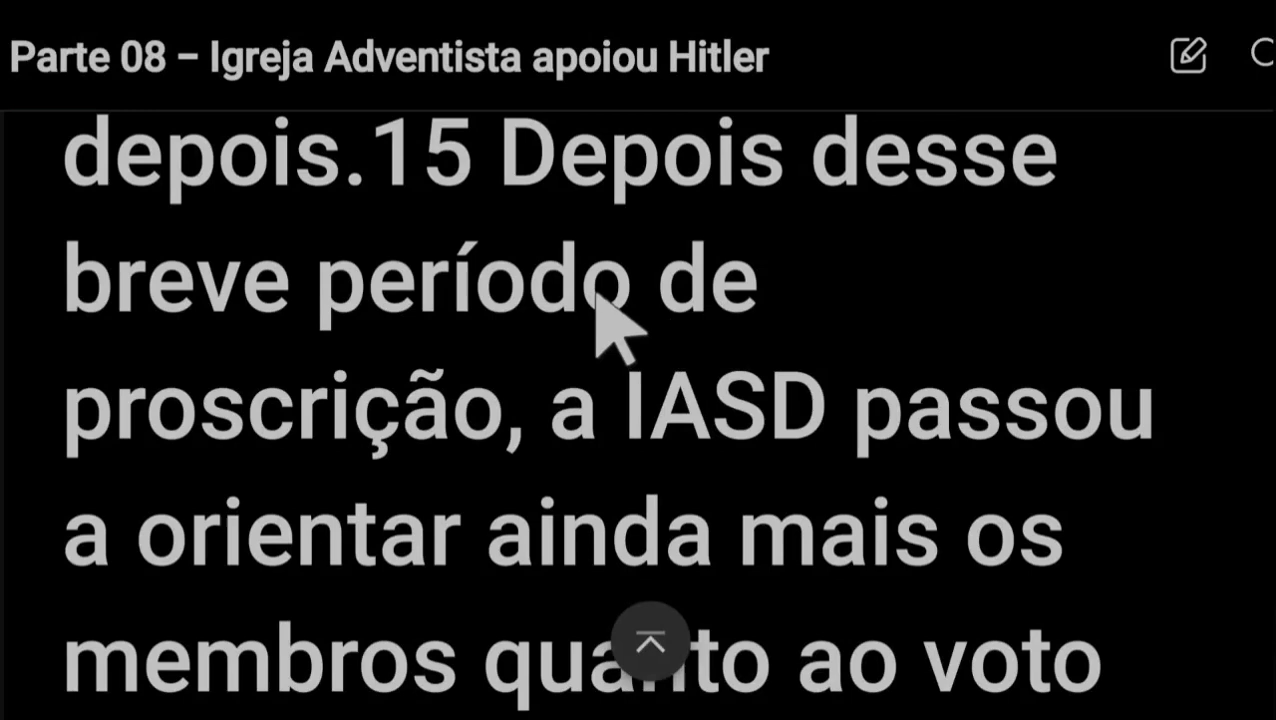 Parte 08 – Igreja Adventista apoiou Hitler
depois.15 Depois desse
breve período de
proscrição, a IASD passou
a orientar ainda mais os
membros quanto ao voto